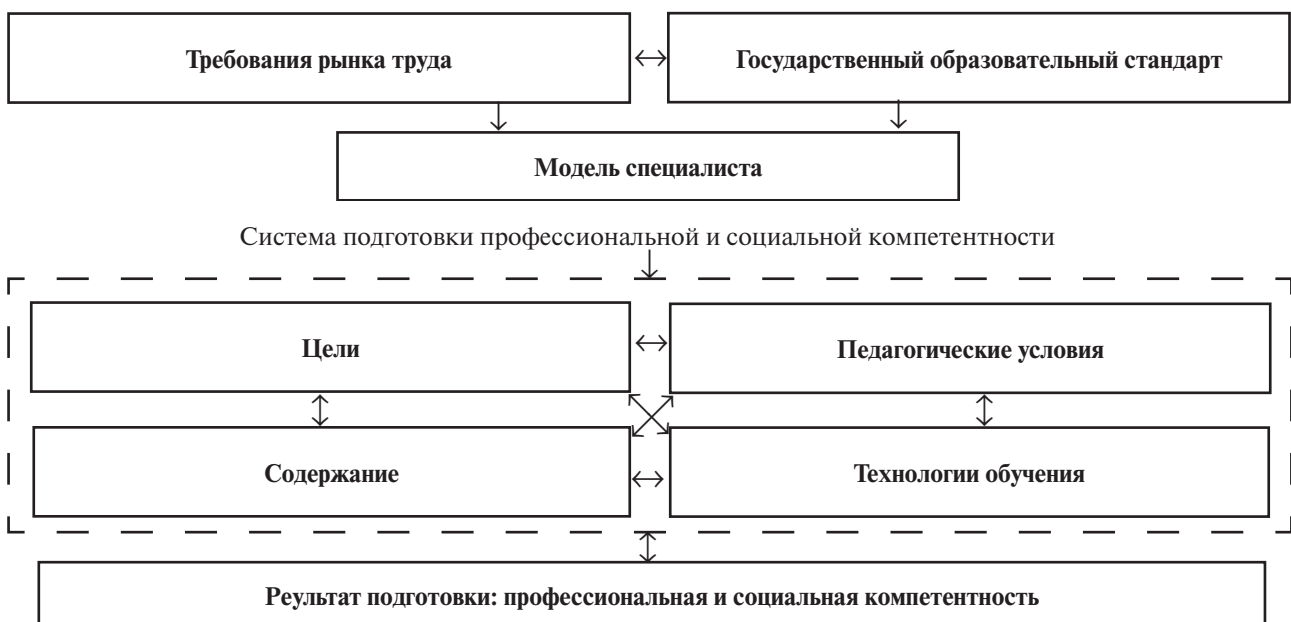 Требования рынка труда
Государственный образовательный стандарт
Модель специалиста
Система подготовки профессиональной и социальной компетентности
Цели
Педагогические условия
Содержание
Технологии обучения
Реультат подготовки: профессиональная и социальная компетентность